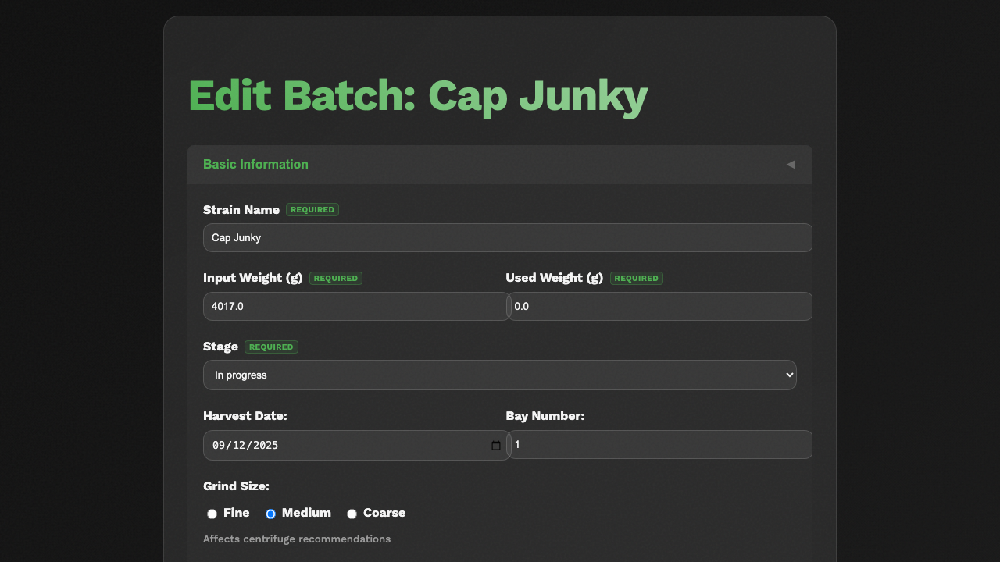 Edit Batch: Cap Junky
Basic Information ◀
Strain Name REQUIRED
Cap Junky
Input Weight (g) REQUIRED Used Weight (g) REQUIRED
4017.0 0.0
Stage REQUIRED
In progress
Harvest Date: Bay Number:
09/12/2025 1
Grind Size:
Fine Medium Coarse
Affects centrifuge recommendations